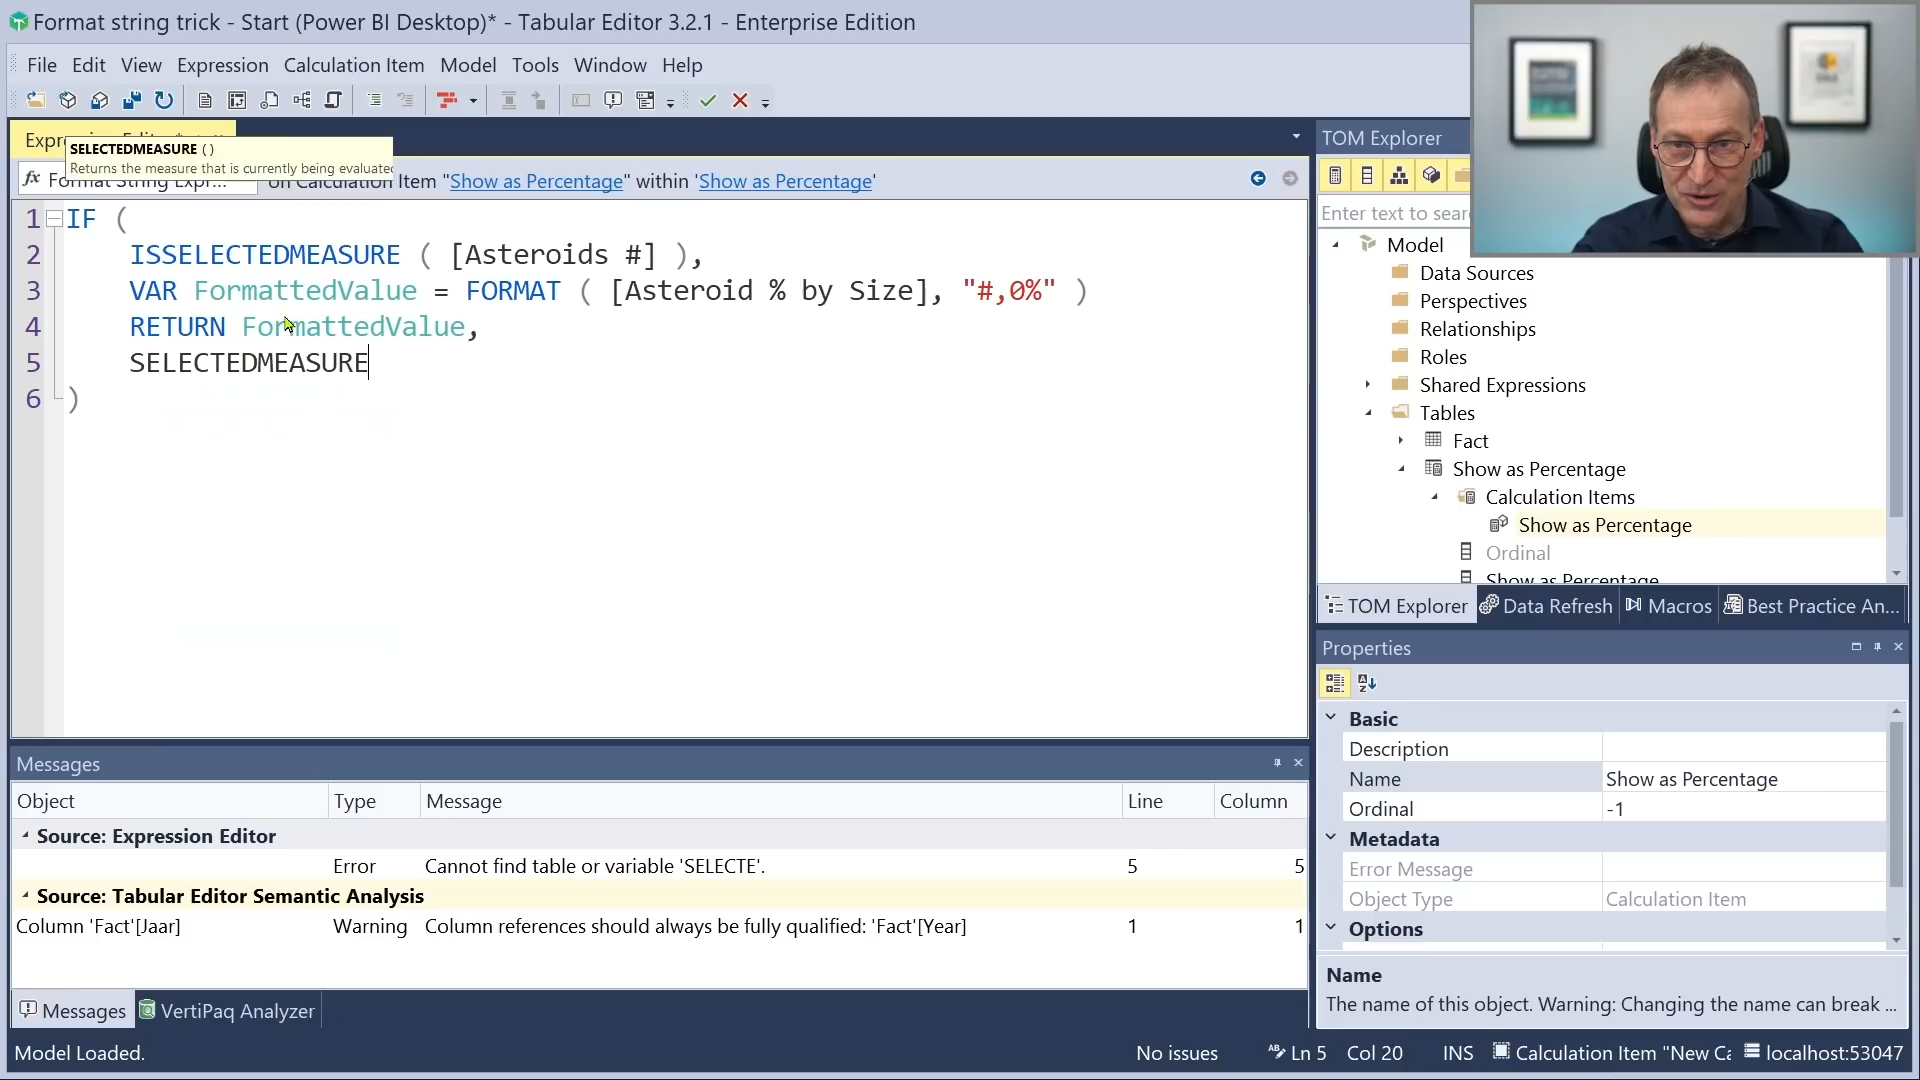 Format string trick - Start (Power BI Desktop)* - Tabular Editor 3.2.1 - Enterprise Edition
File Edit View Expression Calculation Item Model Tools Window Help
SELECTEDMEASURE ( )
Returns the measure that is currently being evaluated
on Calculation Item "Show as Percentage" within 'Show as Percentage'
1 IF (
2 ISSELECTEDMEASURE ( [Asteroids #] ),
3 VAR FormattedValue = FORMAT ( [Asteroid % by Size], "#,0%" )
4 RETURN FormattedValue,
5 SELECTEDMEASURE
6 )
TOM Explorer
Enter text to sear
Model
Data Sources
Perspectives
Relationships
Roles
Shared Expressions
Tables
Fact
Show as Percentage
Calculation Items
Show as Percentage
Ordinal
Show as Percentage
TOM Explorer Data Refresh Macros Best Practice An...
Properties
Basic
Description
Name Show as Percentage
Ordinal -1
Metadata
Error Message
Object Type Calculation Item
Options
Name
The name of this object. Warning: Changing the name can break ...
Messages
Object Type Message Line Column
Source: Expression Editor
Error Cannot find table or variable 'SELECTE'. 5 5
Source: Tabular Editor Semantic Analysis
Column 'Fact'[Jaar] Warning Column references should always be fully qualified: 'Fact'[Year] 1 1
Messages VertiPaq Analyzer
Model Loaded. No issues Ln 5 Col 20 INS Calculation Item "New Ca localhost:53047